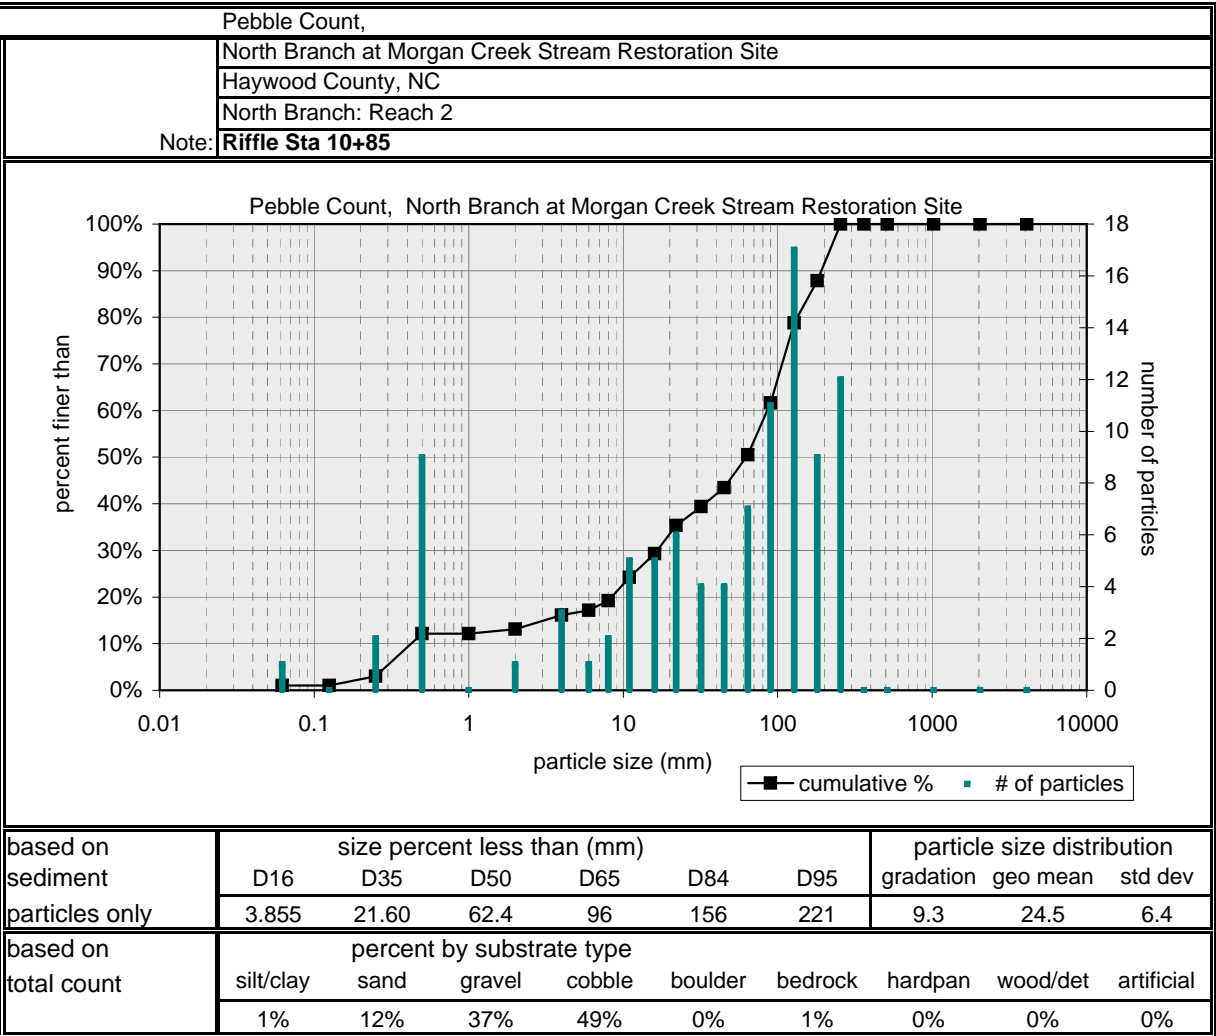 Pebble Count,
North Branch at Morgan Creek Stream Restoration Site
Haywood County, NC
North Branch: Reach 2
Note: Riffle Sta 10+85
Pebble Count, North Branch at Morgan Creek Stream Restoration Site
100%
90%
80%
70%
60%
50%
40%
30%
20%
10%
0%
percent finer than
18
16
14
12
10
8
6
4
2
0
number of particles
0.01 0.1 1 10 100 1000 10000
particle size (mm)
cumulative % # of particles
based on size percent less than (mm) particle size distribution
sediment D16 D35 D50 D65 D84 D95 gradation geo mean std dev
particles only 3.855 21.60 62.4 96 156 221 9.3 24.5 6.4
based on percent by substrate type
total count silt/clay sand gravel cobble boulder bedrock hardpan wood/det artificial
1% 12% 37% 49% 0% 1% 0% 0% 0%